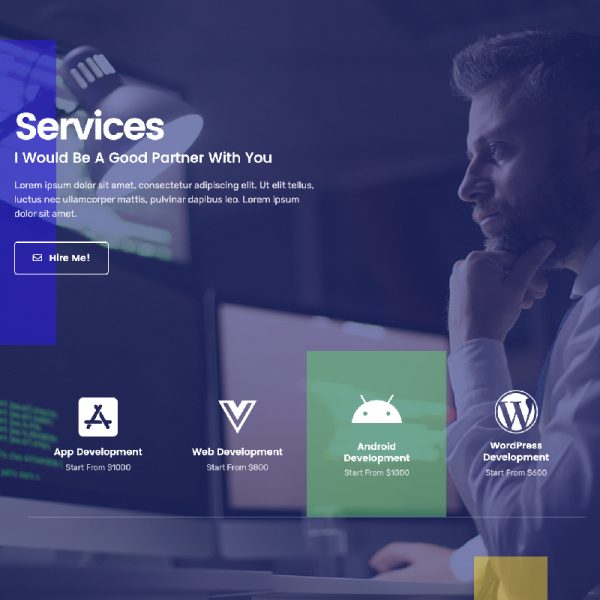 Services
I Would Be A Good Partner With You
Lorem ipsum dolor sit amet, consectetur adipiscing elit. Ut elit tellus,
luctus nec ullamcorper mattis, pulvinar dapibus leo. Lorem ipsum
dolor sit amet.
Hire Me!
App Development
Start From $1000
Web Development
Start From $800
Android
Development
Start From $1000
WordPress
Development
Start From $600